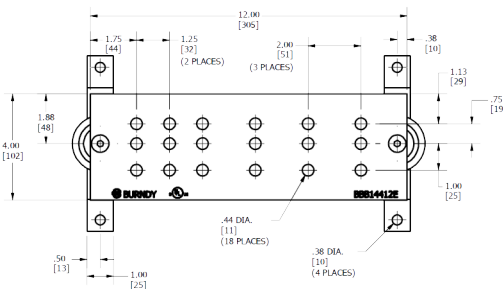 12.00
[305]
1.75
[44]
1.25
[32]
(2 PLACES)
2.00
[51]
(3 PLACES)
.38
[10]
1.13
[29]
.75
[19
1.88
[48]
4.00
[102]
1.00
[25]
BURNDY
UL
BBB14412E
.44 DIA.
[11]
(18 PLACES)
.38 DIA.
[10]
(4 PLACES)
.50
[13]
1.00
[25]